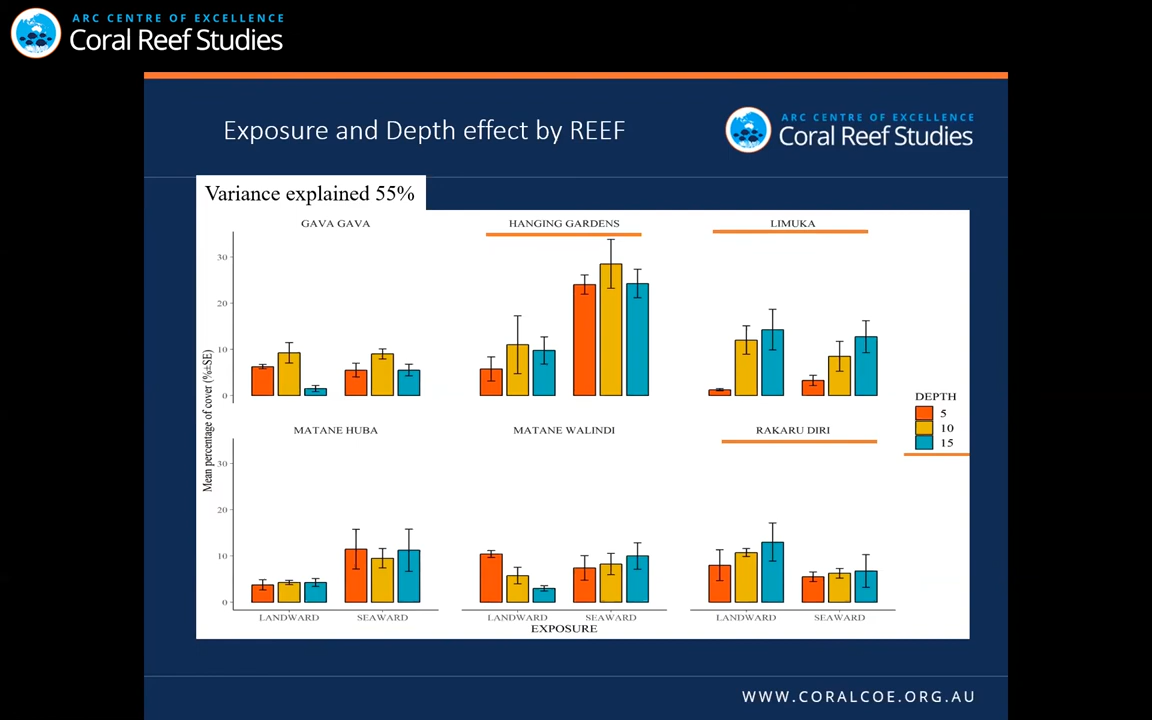 ARC CENTRE OF EXCELLENCE
Coral Reef Studies
Exposure and Depth effect by REEF
ARC CENTRE OF EXCELLENCE
Coral Reef Studies
Variance explained 55%
GAVA GAVA
HANGING GARDENS
LIMUKA
30
20
10
0
Mean percentage of cover (%±SE)
DEPTH
5
10
15
MATANE HUBA
MATANE WALINDI
RAKARU DIRI
30
20
10
0
LANDWARD SEAWARD LANDWARD SEAWARD LANDWARD SEAWARD
EXPOSURE
WWW.CORALCOE.ORG.AU